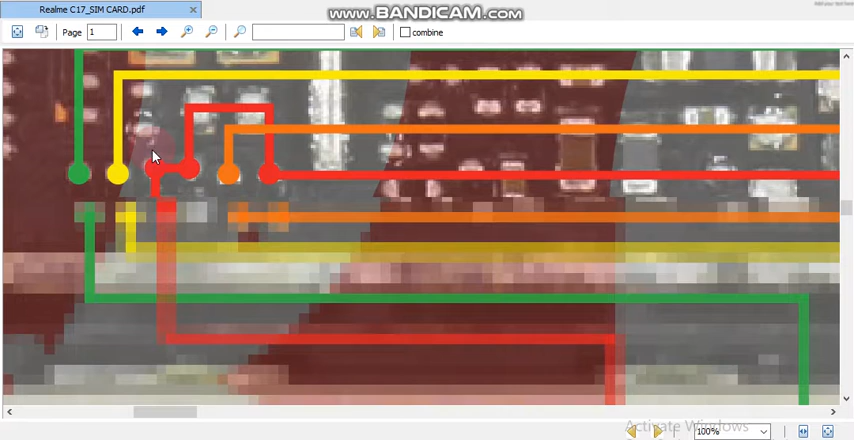 www.BANDICAM.com
Realme C17_SIM CARD.pdf
Page 1
combine
Activate Windows
100%